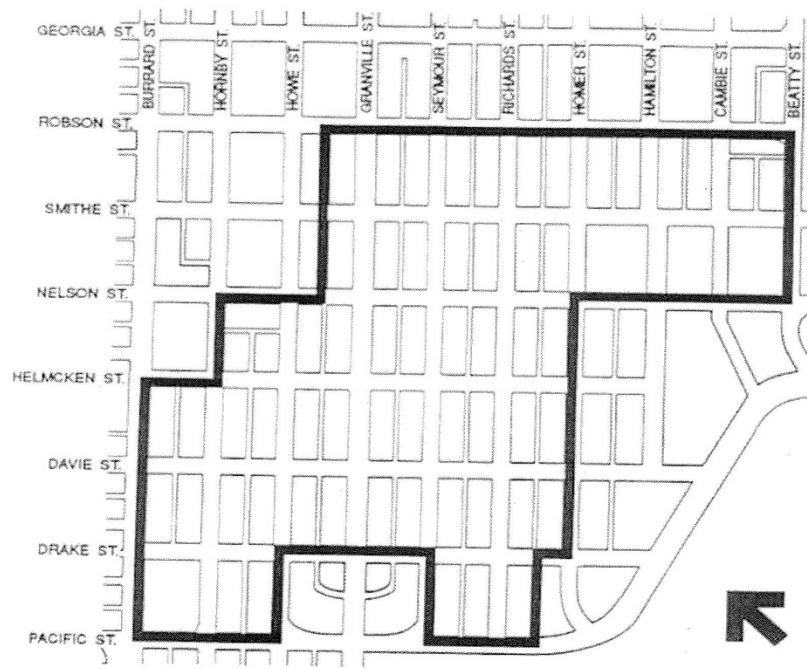 GEORGIA ST.
BURRARD ST.
HORNBY ST.
HOWE ST.
GRANVILLE ST.
SEYMOUR ST.
RICHARDS ST.
HOMER ST.
HAMILTON ST.
CAMBIE ST.
BEATTY ST.
ROBSON ST.
SMITHE ST.
NELSON ST.
HELMCKEN ST.
DAVIE ST.
DRAKE ST.
PACIFIC ST.